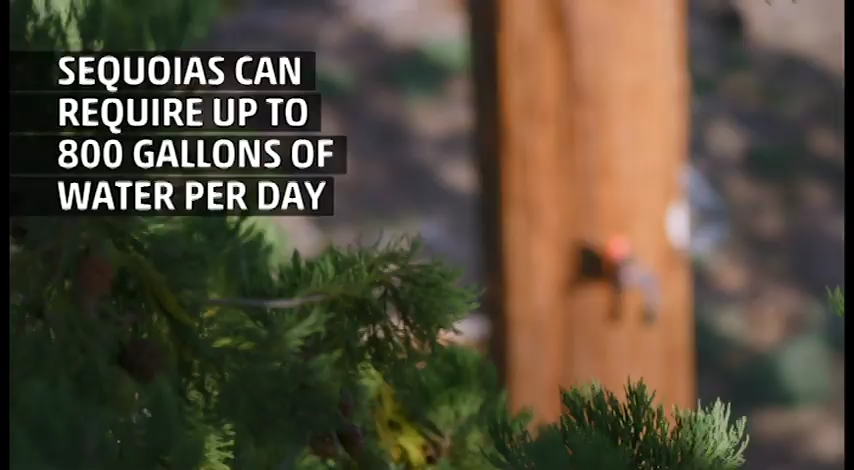 SEQUOIAS CAN
REQUIRE UP TO
800 GALLONS OF
WATER PER DAY